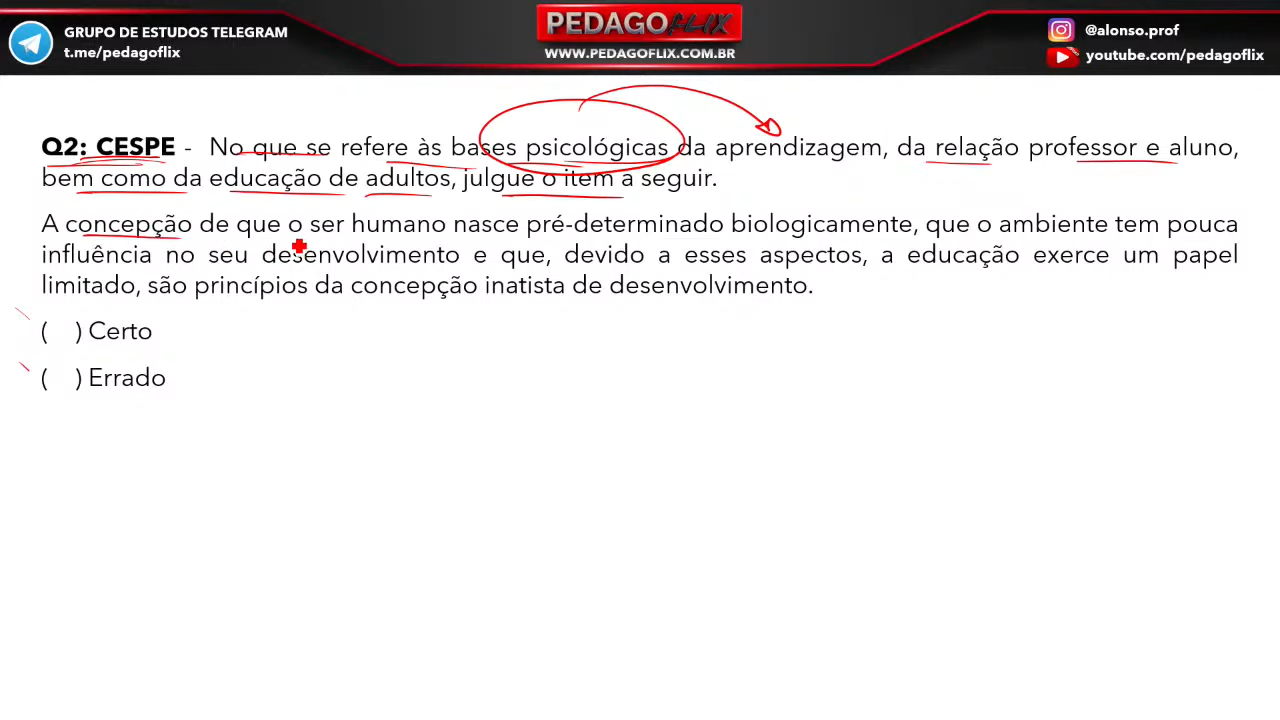 GRUPO DE ESTUDOS TELEGRAM
t.me/pedagoflix
PEDAGOFLIX
WWW.PEDAGOFLIX.COM.BR
@alonso.prof
youtube.com/pedagoflix
Q2: CESPE - No que se refere às bases psicológicas da aprendizagem, da relação professor e aluno,
bem como da educação de adultos, julgue o item a seguir.
A concepção de que o ser humano nasce pré-determinado biologicamente, que o ambiente tem pouca
influência no seu desenvolvimento e que, devido a esses aspectos, a educação exerce um papel
limitado, são princípios da concepção inatista de desenvolvimento.
( ) Certo
( ) Errado